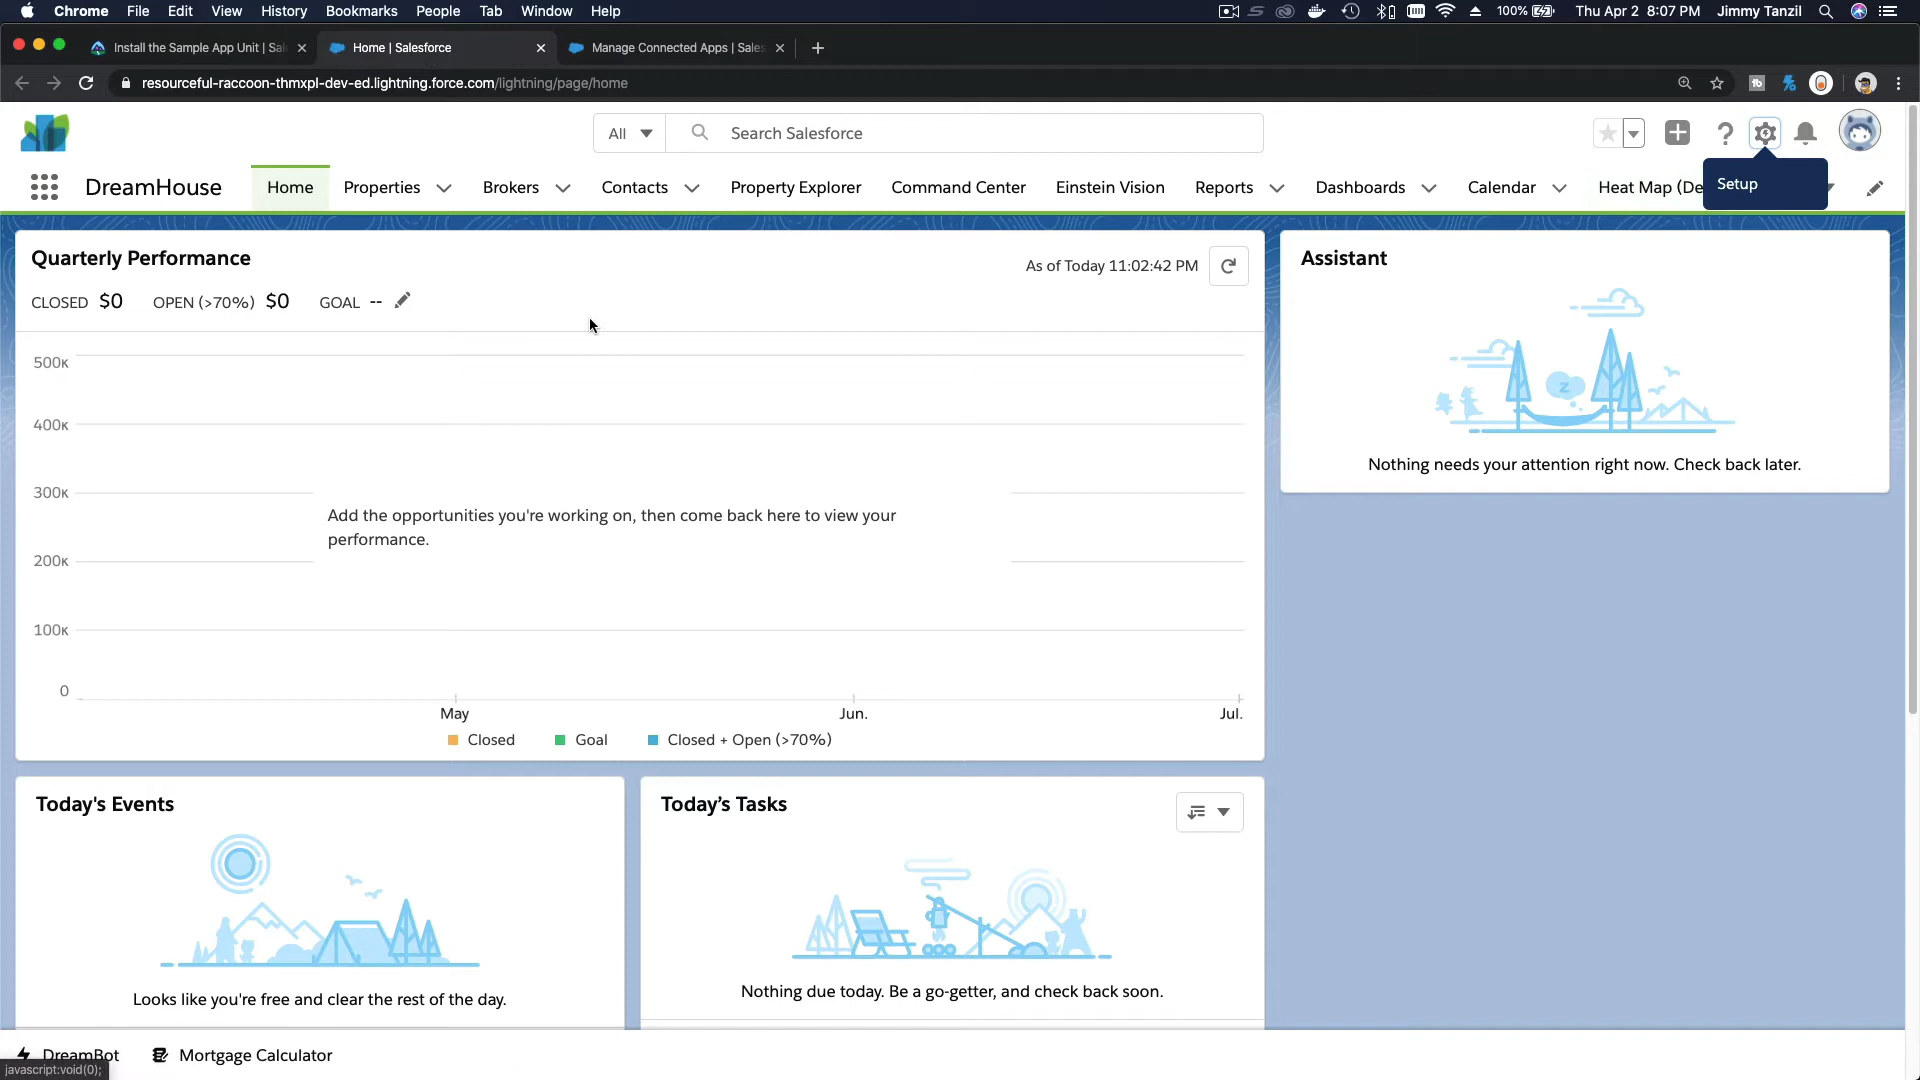 Chrome File Edit View History Bookmarks People Tab Window Help 100% Thu Apr 2 8:07 PM Jimmy Tanzil
Install the Sample App Unit | Sal Home | Salesforce Manage Connected Apps | Sales
resourceful-raccoon-thmxpl-dev-ed.lightning.force.com/lightning/page/home
All Search Salesforce
DreamHouse Home Properties Brokers Contacts Property Explorer Command Center Einstein Vision Reports Dashboards Calendar Heat Map (De
Setup
Quarterly Performance
As of Today 11:02:42 PM
CLOSED $0 OPEN (>70%) $0 GOAL --
500K
400K
300K
200K
100K
0
Add the opportunities you're working on, then come back here to view your
performance.
May Jun. Jul.
Closed Goal Closed + Open (>70%)
Assistant
z
Nothing needs your attention right now. Check back later.
Today's Events
Looks like you're free and clear the rest of the day.
Today's Tasks
Nothing due today. Be a go-getter, and check back soon.
DreamBot Mortgage Calculator
javascript:void(0);